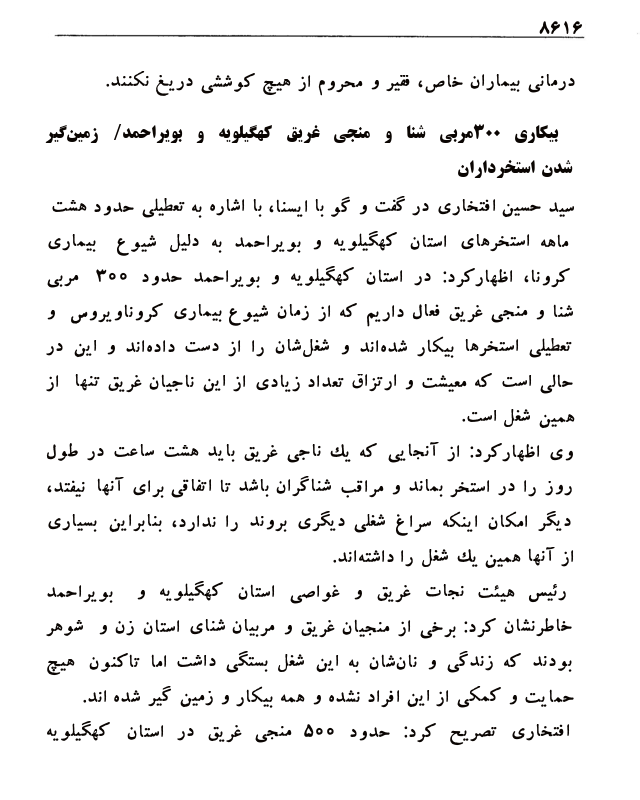 ۸۶۱۶
درمانی بیماران خاص، فقیر و محروم از هیچ کوششی دریغ نکنند.
بیکاری ۳۰۰مربی شنا و منجی غریق کهگیلویه و بویراحمد/ زمین‌گیر
شدن استخرداران
سید حسین افتخاری در گفت و گو با ایسنا، با اشاره به تعطیلی حدود هشت
ماهه استخرهای استان کهگیلویه و بویراحمد به دلیل شیوع بیماری
کرونا، اظهارکرد: در استان کهگیلویه و بویراحمد حدود ۳۰۰ مربی
شنا و منجی غریق فعال داریم که از زمان شیوع بیماری کروناویروس و
تعطیلی استخرها بیکار شده‌اند و شغل‌شان را از دست داده‌اند و این در
حالی است که معیشت و ارتزاق تعداد زیادی از این ناجیان غریق تنها از
همین شغل است.
وی اظهارکرد: از آنجایی که یك ناجی غریق باید هشت ساعت در طول
روز را در استخر بماند و مراقب شناگران باشد تا اتفاقی برای آنها نیفتد،
دیگر امکان اینکه سراغ شغلی دیگری بروند را ندارد، بنابراین بسیاری
از آنها همین یك شغل را داشته‌اند.
رئیس هیئت نجات غریق و غواصی استان کهگیلویه و بویراحمد
خاطرنشان کرد: برخی از منجیان غریق و مربیان شنای استان زن و شوهر
بودند که زندگی و نان‌شان به این شغل بستگی داشت اما تاکنون هیچ
حمایت و کمکی از این افراد نشده و همه بیکار و زمین گیر شده اند.
افتخاری تصریح کرد: حدود ۵۰۰ منجی غریق در استان کهگیلویه